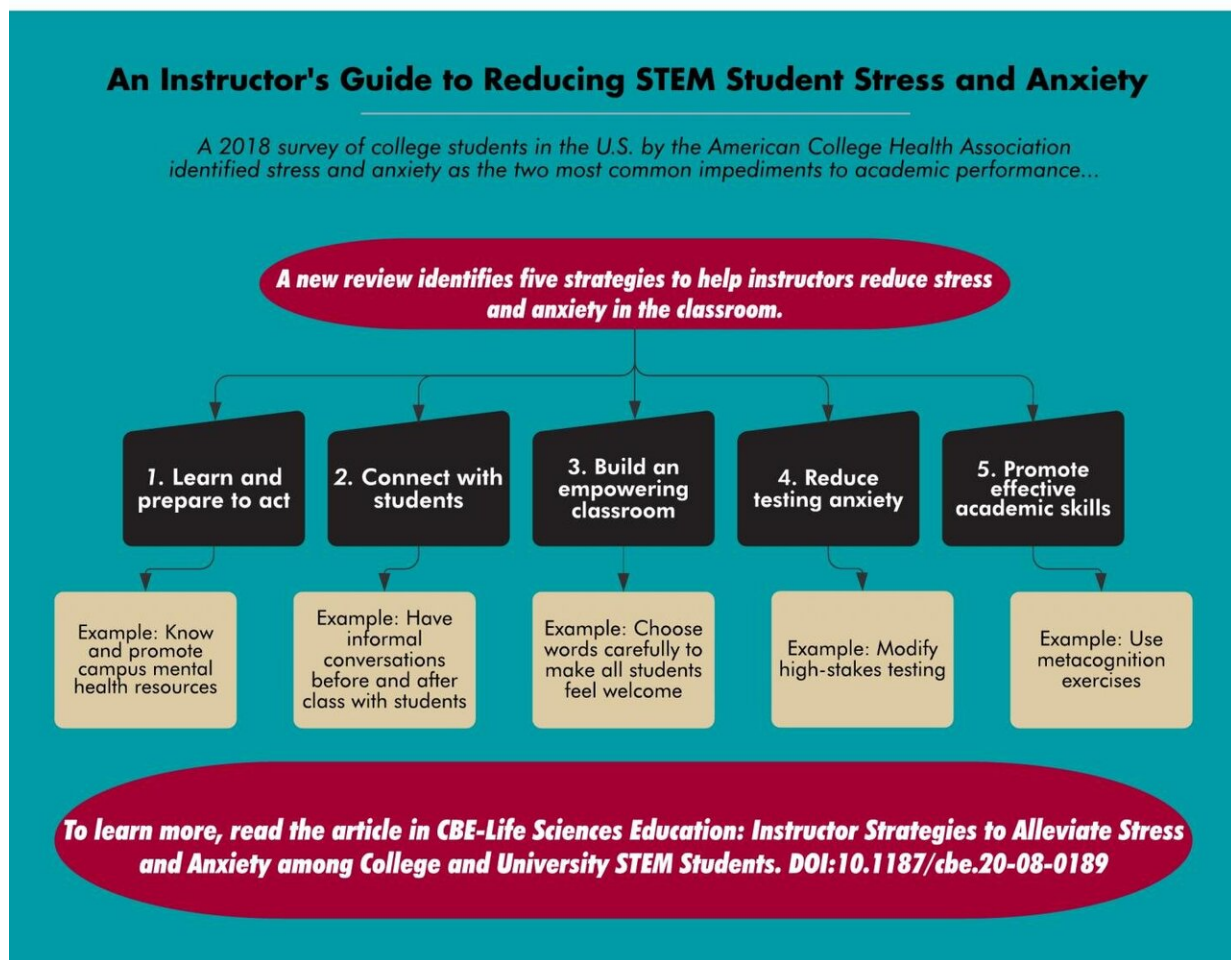 An Instructor's Guide to Reducing STEM Student Stress and Anxiety
A 2018 survey of college students in the U.S. by the American College Health Association
identified stress and anxiety as the two most common impediments to academic performance...
A new review identifies five strategies to help instructors reduce stress
and anxiety in the classroom.
1. Learn and
prepare to act
2. Connect with
students
3. Build an
empowering
classroom
4. Reduce
testing anxiety
5. Promote
effective
academic skills
Example: Know
and promote
campus mental
health resources
Example: Have
informal
conversations
before and after
class with students
Example: Choose
words carefully to
make all students
feel welcome
Example: Modify
high-stakes testing
Example: Use
metacognition
exercises
To learn more, read the article in CBE-Life Sciences Education: Instructor Strategies to Alleviate Stress
and Anxiety among College and University STEM Students. DOI:10.1187/cbe.20-08-0189